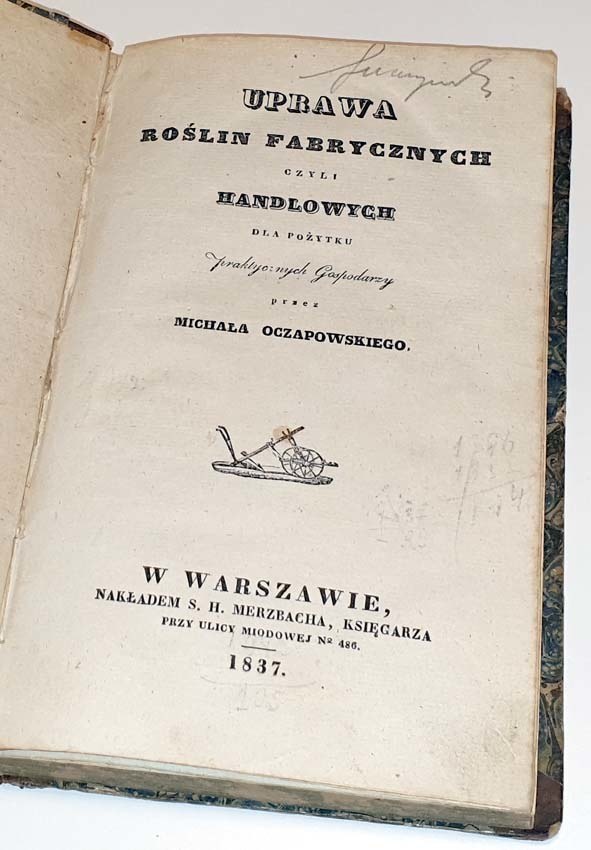 UPRAWA
ROŚLIN FABRYCZNYCH
CZYLI
HANDLOWYCH
DLA POŻYTKU
Praktycznych Gospodarzy
przez
MICHAŁA OCZAPOWSKIEGO.
W WARSZAWIE,
NAKŁADEM S. H. MERZBACHA, KSIĘGARZA
PRZY ULICY MIODOWEJ Nº 486.
1837.